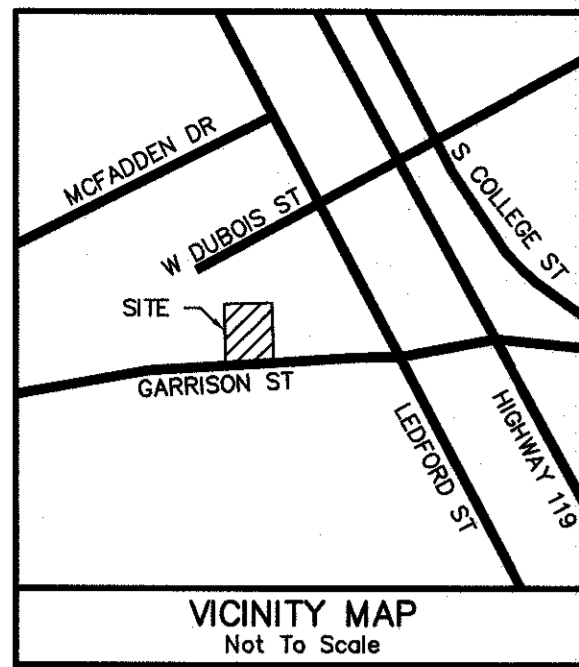 MCFADDEN DR
W DUBOIS ST
S COLLEGE ST
SITE
GARRISON ST
LEDFORD ST
HIGHWAY 119
VICINITY MAP
Not To Scale